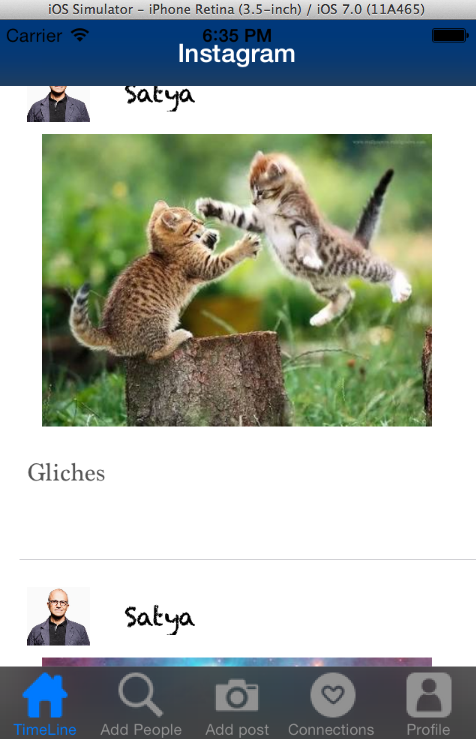 iOS Simulator - iPhone Retina (3.5-inch) / iOS 7.0 (11A465)
Carrier 6:35 PM
Instagram
Satya
Gliches
Satya
TimeLine Add People Add post Connections Profile